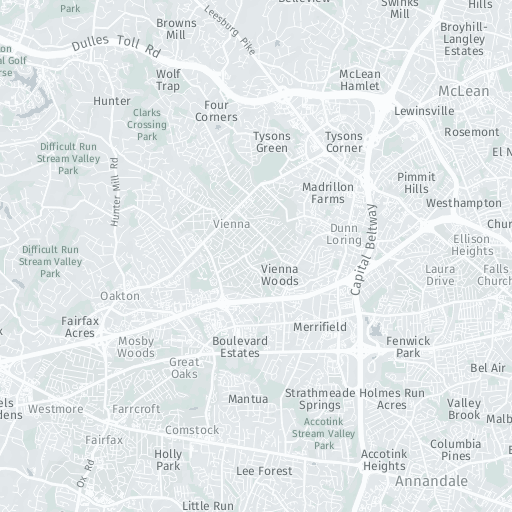 Park
Belleview
Swinks
Mill
Hills
Browns
Mill
Leesburg Pike
Broyhill-
Langley
Estates
Dulles Toll Rd
Wolf
Trap
McLean
Hamlet
McLean
Hunter
Clarks
Crossing
Park
Four
Corners
Lewinsville
Rosemont
Tysons
Green
Tysons
Corner
Difficult Run
Stream Valley
Park
El N
Hunter Mill Rd
Madrillon
Farms
Pimmit
Hills
Westhampton
Vienna
Dunn
Loring
Capital Beltway
Chur
Ellison
Heights
Difficult Run
Stream Valley
Park
Vienna
Woods
Laura
Drive
Falls
Church
Oakton
Fairfax
Acres
Mosby
Woods
Boulevard
Estates
Merrifield
Fenwick
Park
Great
Oaks
Bel Air
Mantua
Strathmeade
Springs
Holmes Run
Acres
Valley
Brook
Westmore
Farrcroft
Comstock
Accotink
Stream Valley
Park
Fairfax
Columbia
Pines
Holly
Park
Ox Rd
Lee Forest
Accotink
Heights
Annandale
Little Run